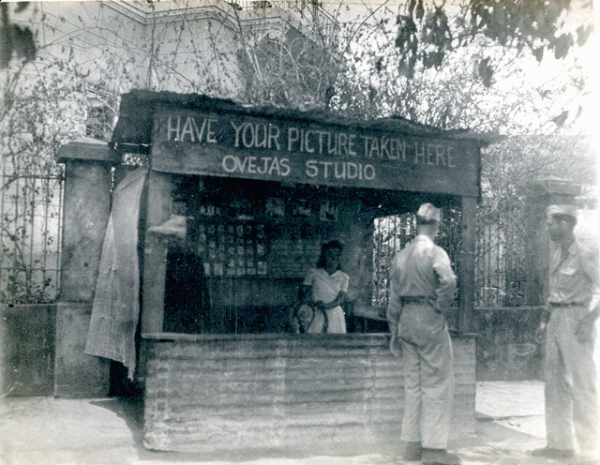 HAVE YOUR PICTURE TAKEN HERE
OVEJAS STUDIO